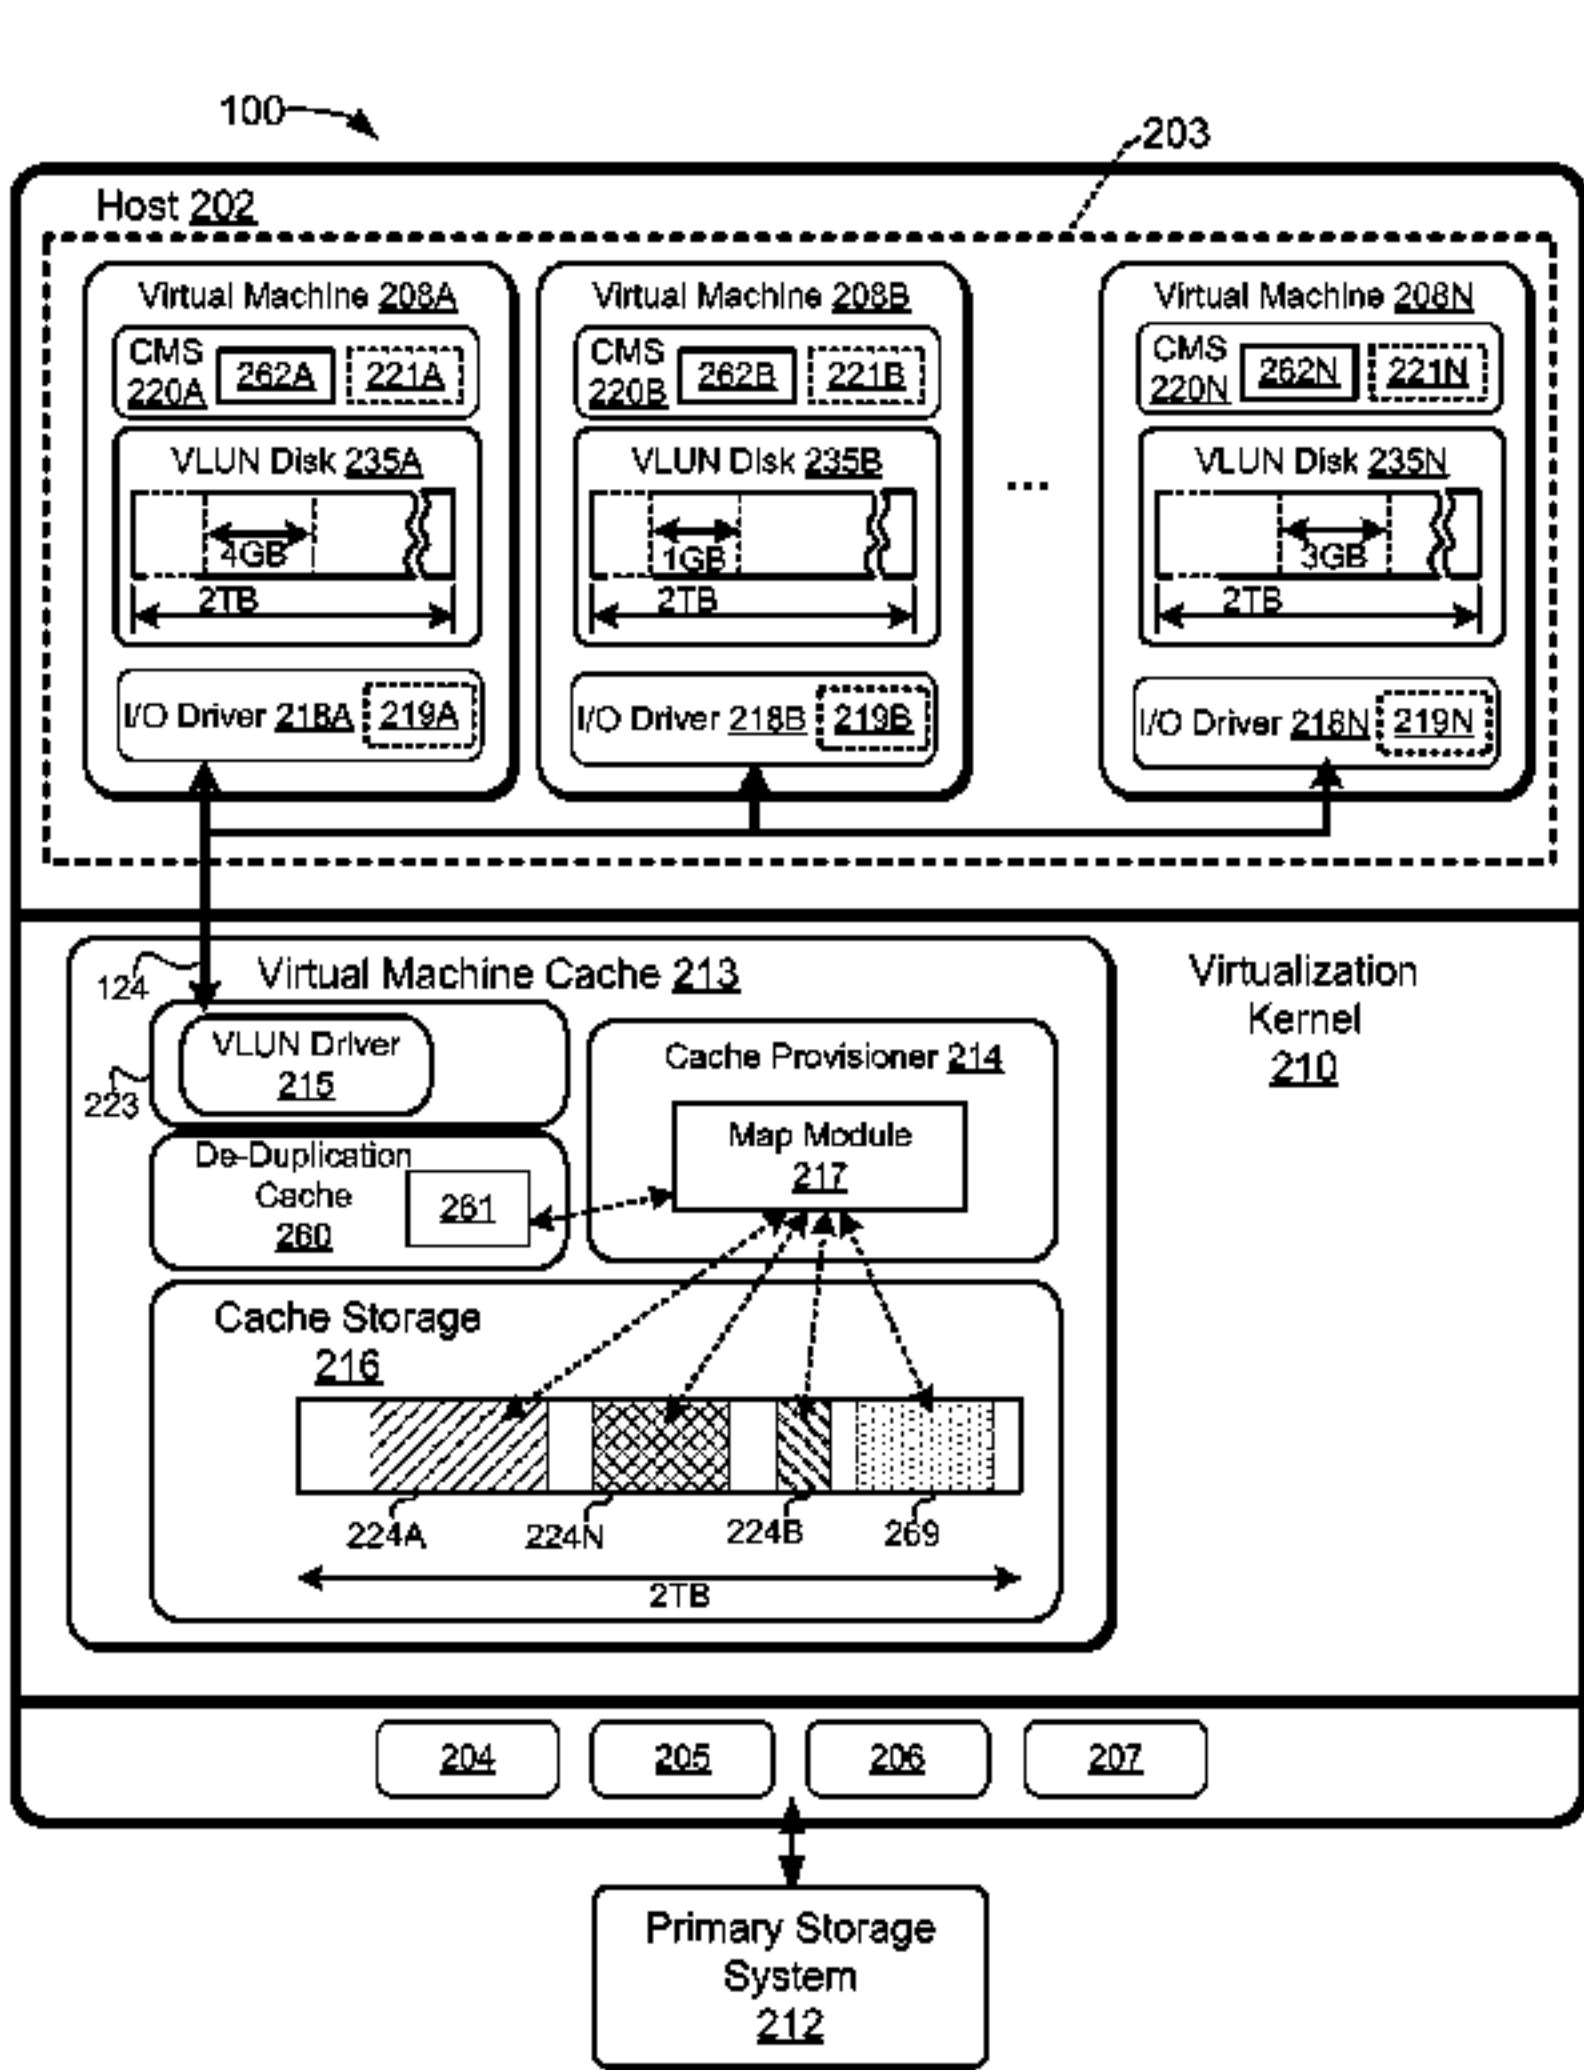 100
203
Host 202
Virtual Machine 208A
CMS
220A
262A
221A
VLUN Disk 235A
4GB
2TB
I/O Driver 218A
219A
Virtual Machine 208B
CMS
220B
262B
221B
VLUN Disk 235B
1GB
2TB
I/O Driver 218B
219B
...
Virtual Machine 208N
CMS
220N
262N
221N
VLUN Disk 235N
3GB
2TB
I/O Driver 218N
219N
124
Virtual Machine Cache 213
Virtualization
Kernel
210
VLUN Driver
215
223
Cache Provisioner 214
Map Module
217
De-Duplication
Cache
260
261
Cache Storage
216
224A
224N
224B
269
2TB
204
205
206
207
Primary Storage
System
212